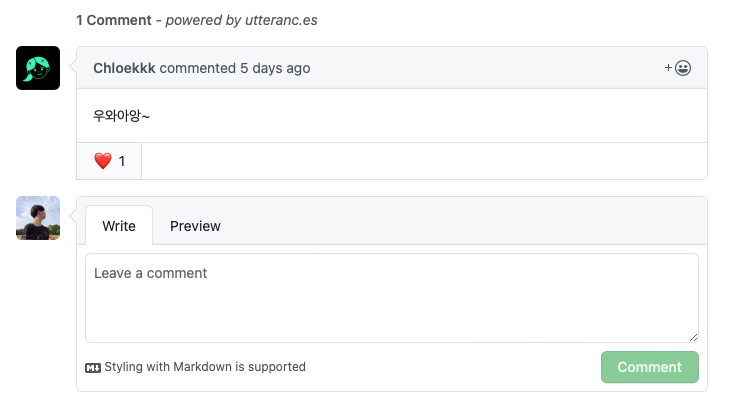 1 Comment - powered by utteranc.es
Chloekkk commented 5 days ago
우와아앙~
❤️ 1
Write Preview
Leave a comment
Styling with Markdown is supported
Comment